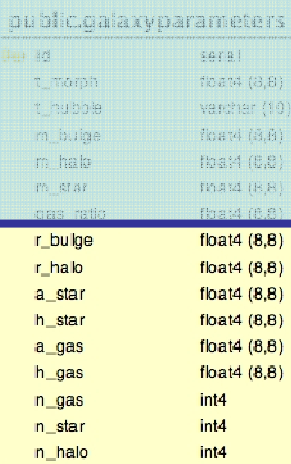 public.galaxyparameters
id serial
t_morph float4 (8,8)
t_hubble varchar (10)
m_bulge float4 (8,8)
m_halo float4 (8,8)
m_star float4 (8,8)
gas_ratio float4 (8,8)
r_bulge float4 (8,8)
r_halo float4 (8,8)
a_star float4 (8,8)
h_star float4 (8,8)
a_gas float4 (8,8)
h_gas float4 (8,8)
n_gas int4
n_star int4
n_halo int4